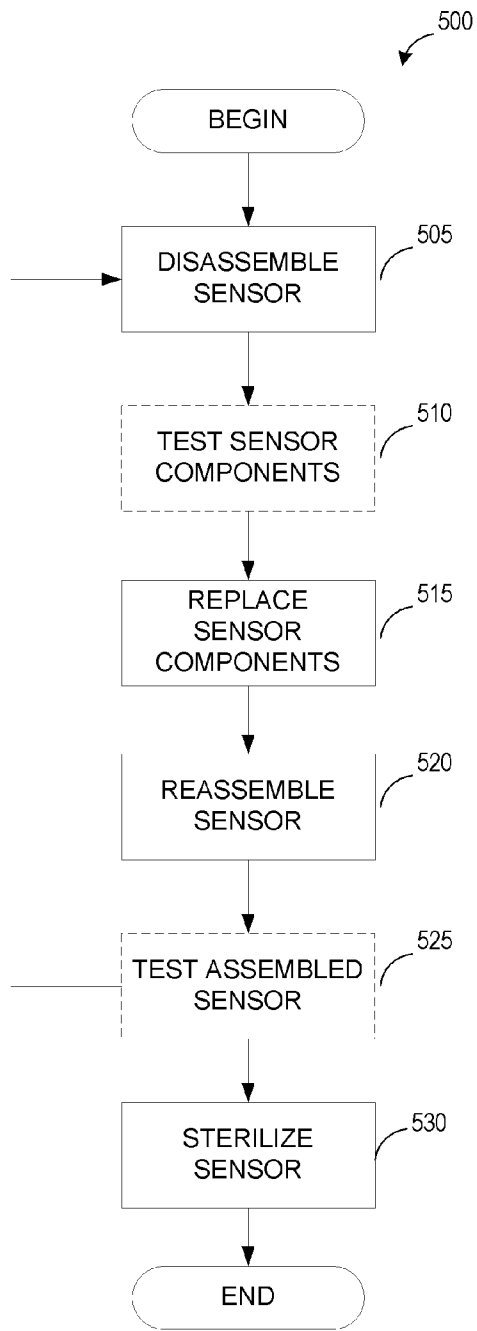 500
BEGIN
505
DISASSEMBLE
SENSOR
510
TEST SENSOR
COMPONENTS
515
REPLACE
SENSOR
COMPONENTS
520
REASSEMBLE
SENSOR
525
TEST ASSEMBLED
SENSOR
530
STERILIZE
SENSOR
END